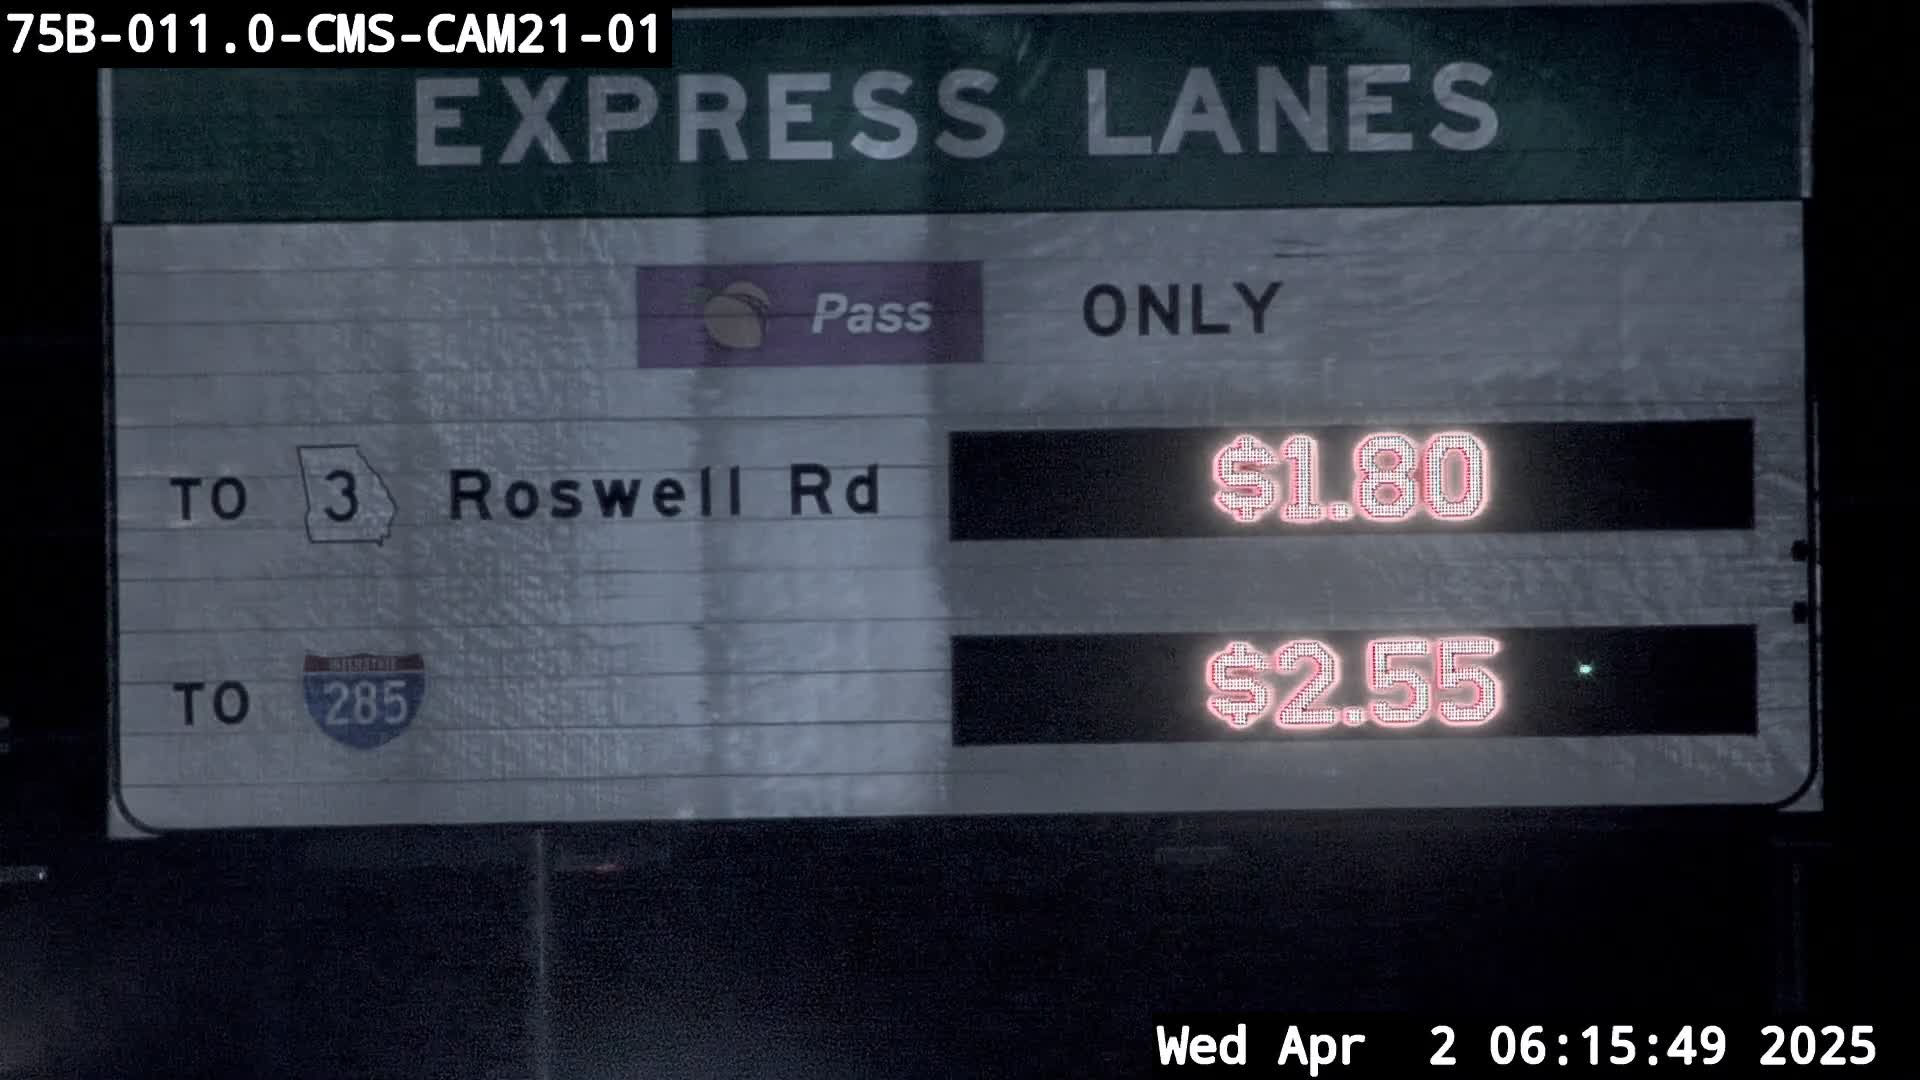 75B-011.0-CMS-CAM21-01
EXPRESS LANES
Pass ONLY
TO 3 Roswell Rd $1.80
INTERSTATE
TO 285 $2.55
Wed Apr 2 06:15:49 2025